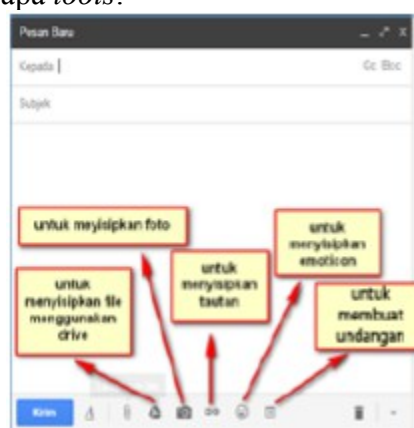 apa tools?
Pesan Baru
Kepada
Cc Bcc
Subjek
untuk meyisipkan foto
untuk
menyisipkan
emoticon
untuk
menyisipkan
tautan
untuk
menyisipkan file
menggunakan
drive
untuk
membuat
undangan
Kirim
A